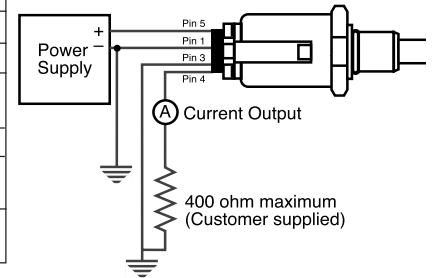 Pin 5
+
Power
Supply
−
Pin 1
Pin 3
Pin 4
A
Current Output
400 ohm maximum
(Customer supplied)